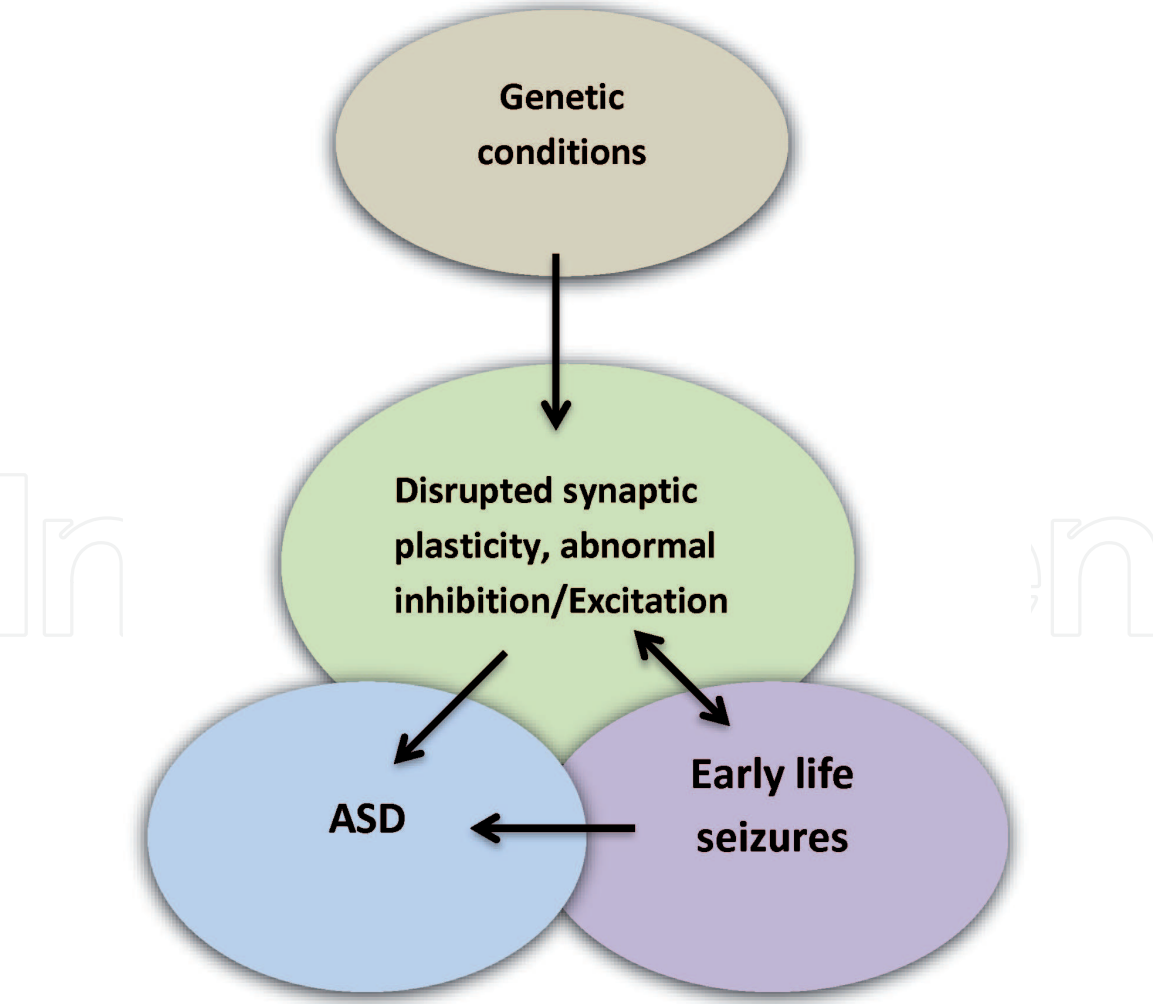 Genetic
conditions
Disrupted synaptic
plasticity, abnormal
inhibition/Excitation
ASD
Early life
seizures